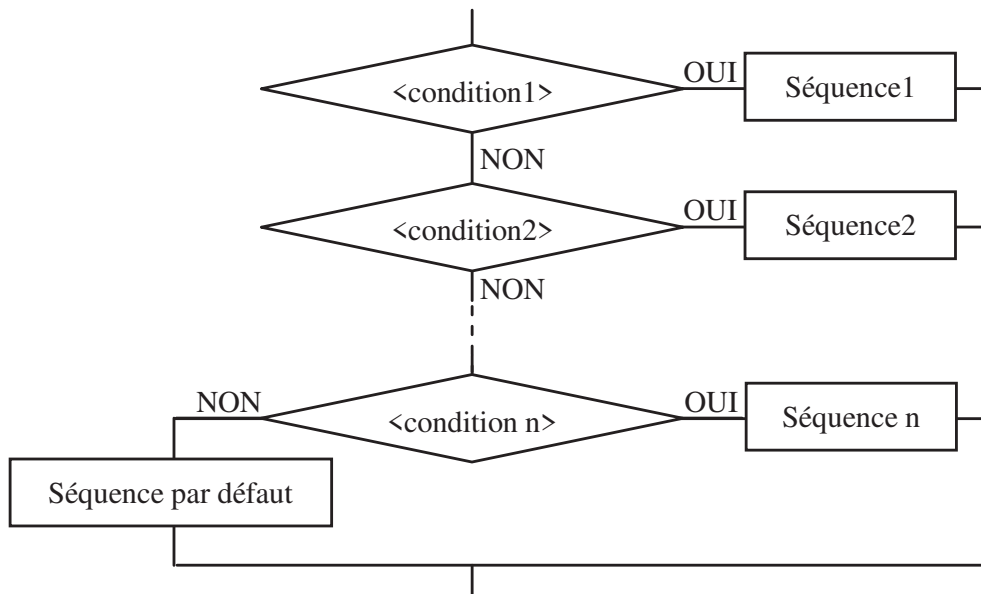 <condition1>
OUI
Séquence1
NON
<condition2>
OUI
Séquence2
NON
NON
<condition n>
OUI
Séquence n
Séquence par défaut